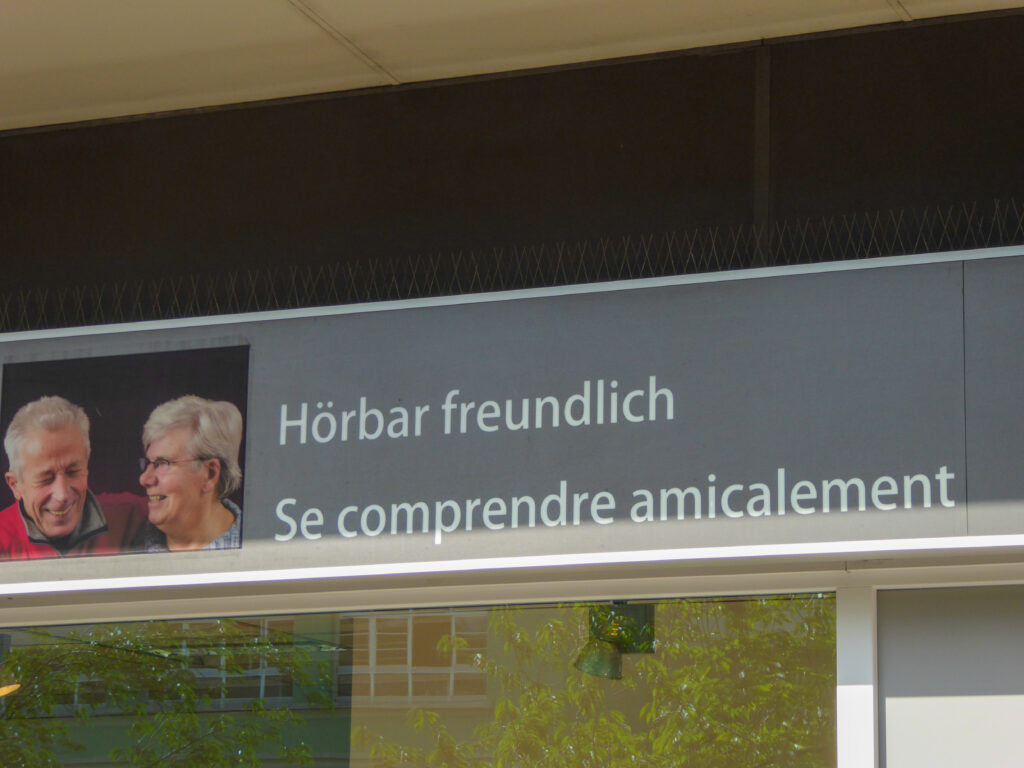 Hörbar freundlich
Se comprendre amicalement